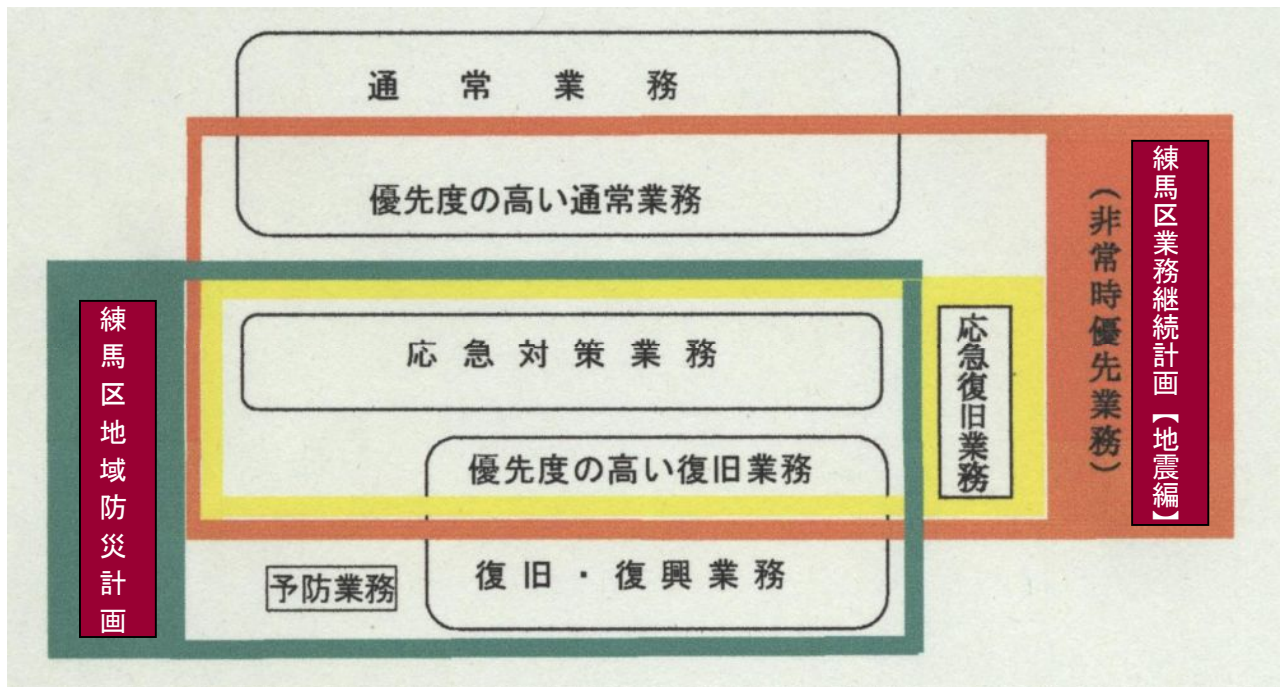 通常業務
優先度の高い通常業務
練馬区業務継続計画【地震編】
（非常時優先業務）
練馬区地域防災計画
応急対策業務
応急復旧業務
優先度の高い復旧業務
予防業務
復旧・復興業務